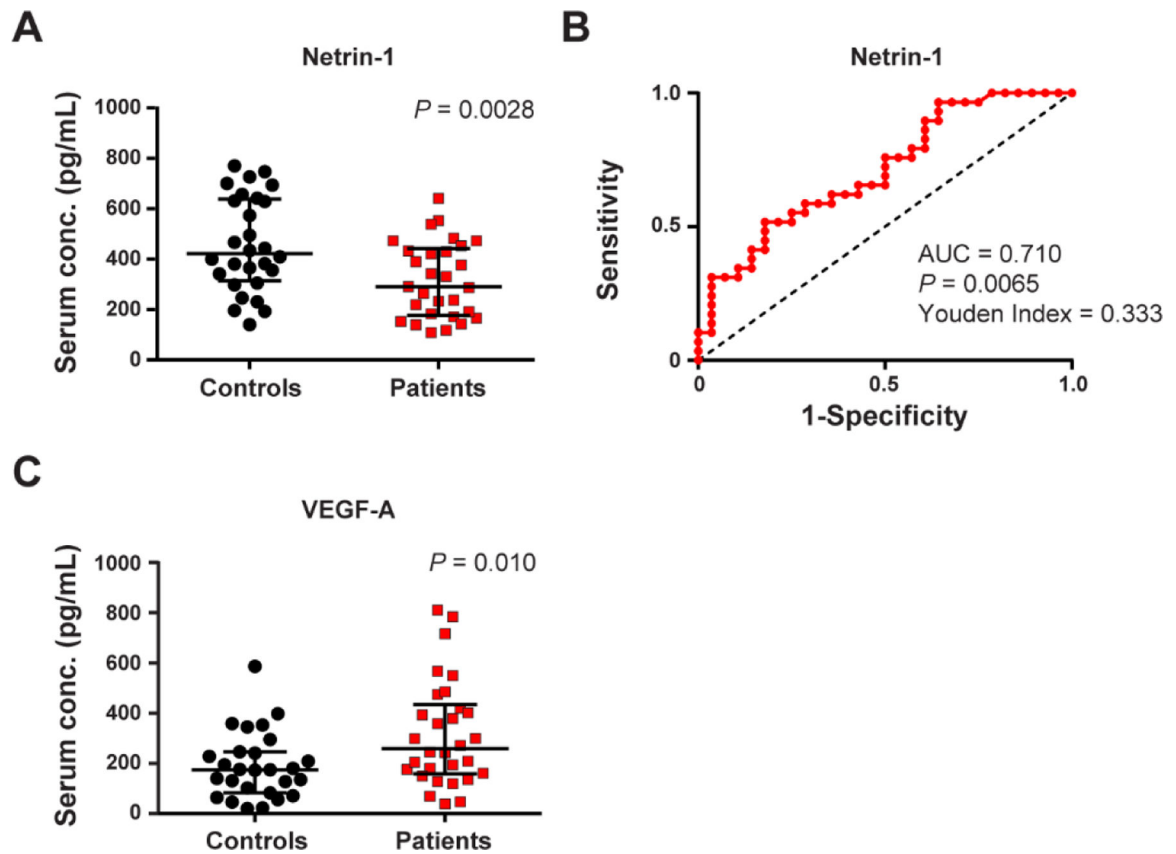 A
Netrin-1
P = 0.0028
Serum conc. (pg/mL)
1000
800
600
400
200
0
Controls
Patients
B
Netrin-1
Sensitivity
1.0
0.5
0
AUC = 0.710
P = 0.0065
Youden Index = 0.333
0
0.5
1.0
1-Specificity
C
VEGF-A
P = 0.010
Serum conc. (pg/mL)
1000
800
600
400
200
0
Controls
Patients